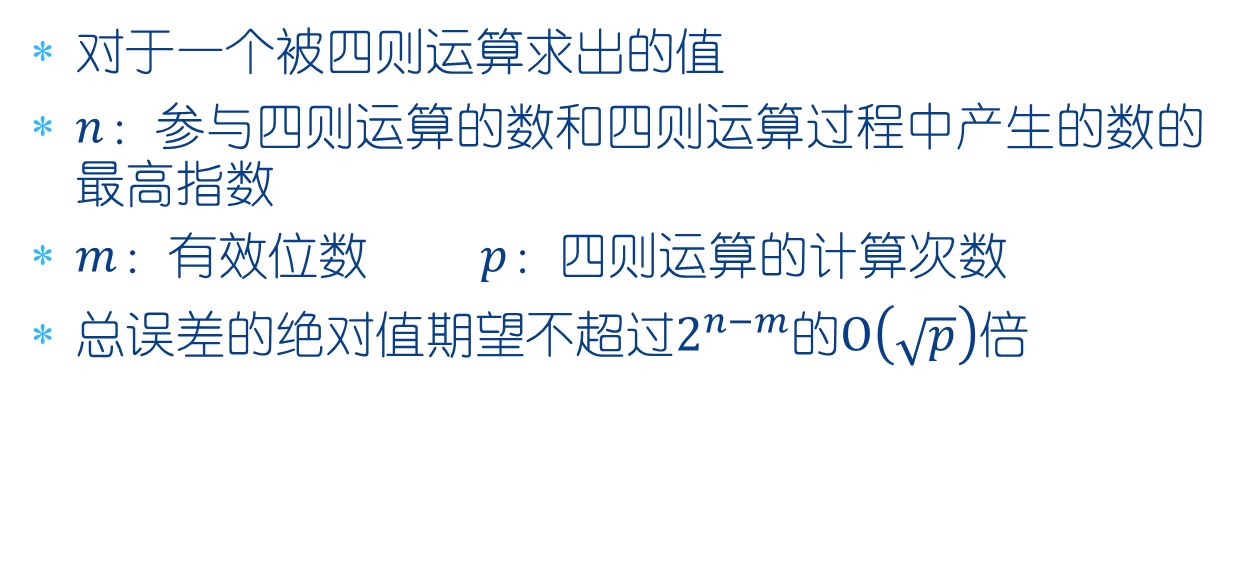 * 对于一个被四则运算求出的值
* n：参与四则运算的数和四则运算过程中产生的数的
最高指数
* m：有效位数 p：四则运算的计算次数
* 总误差的绝对值期望不超过2ⁿ⁻ᵐ的O(√p)倍